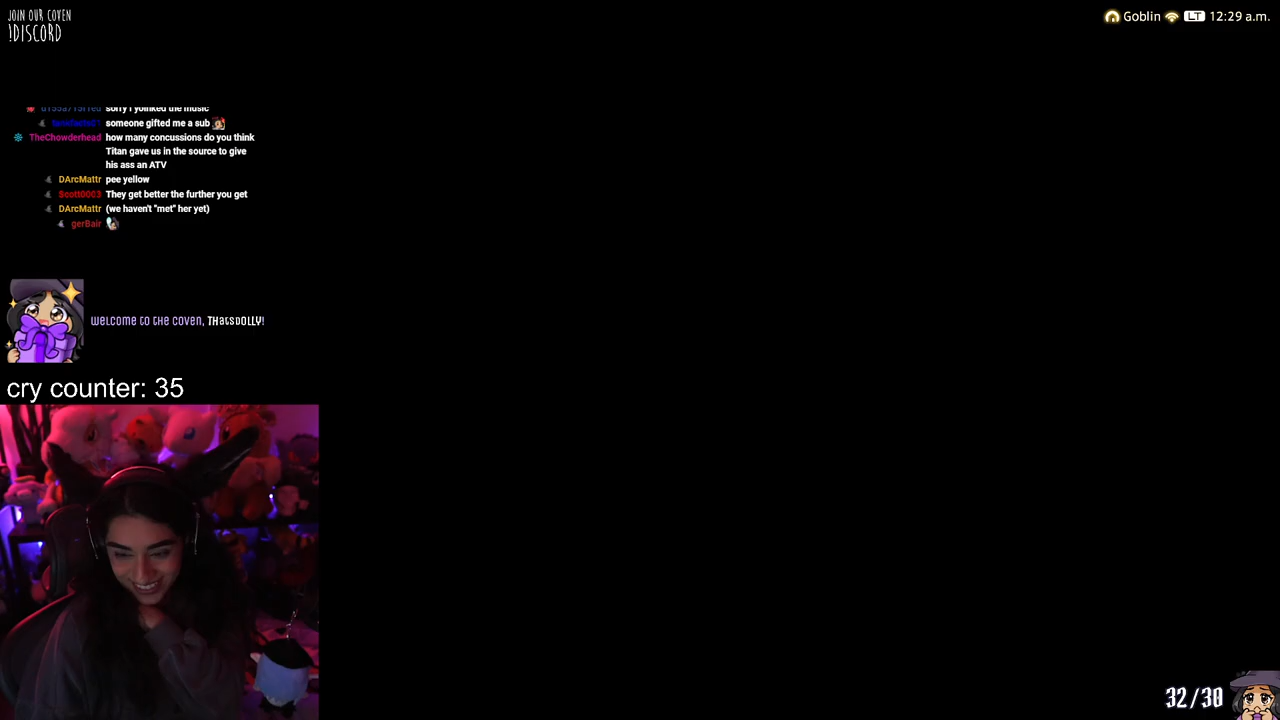 JOIN OUR COVEN
!DISCORD
Goblin LT 12:29 a.m.
sorry I yoinked the music
someone gifted me a sub
TheChowderhead how many concussions do you think
Titan gave us in the source to give
his ass an ATV
DArcMattr pee yellow
Scott0003 They get better the further you get
DArcMattr (we haven't "met" her yet)
gerBair
welcome to the coven, THatsDOLLY!
cry counter: 35
32/30